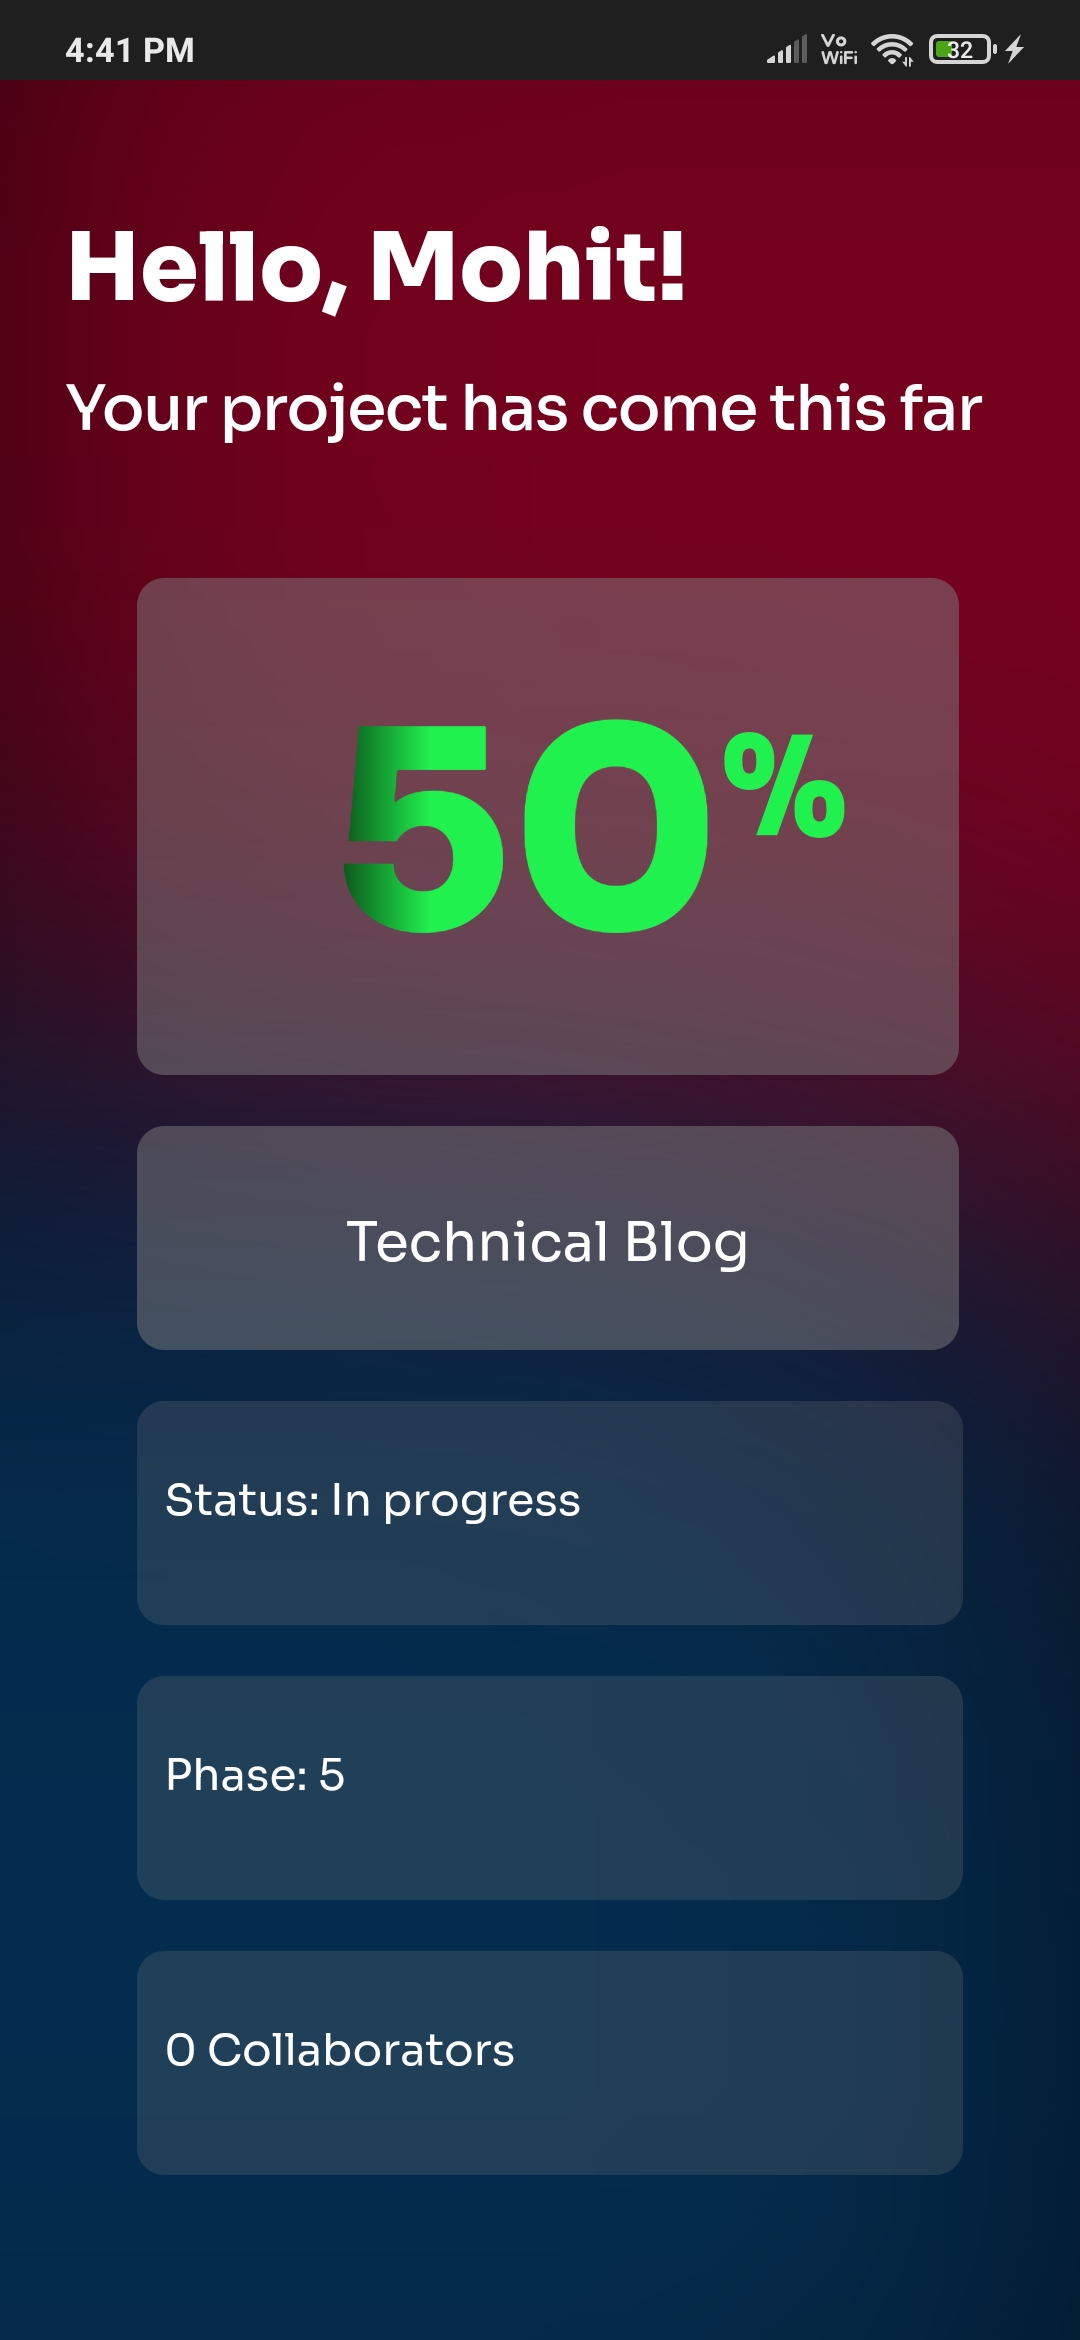 4:41 PM
Vo
WiFi
32
Hello, Mohit!
Your project has come this far
50%
Technical Blog
Status: In progress
Phase: 5
0 Collaborators